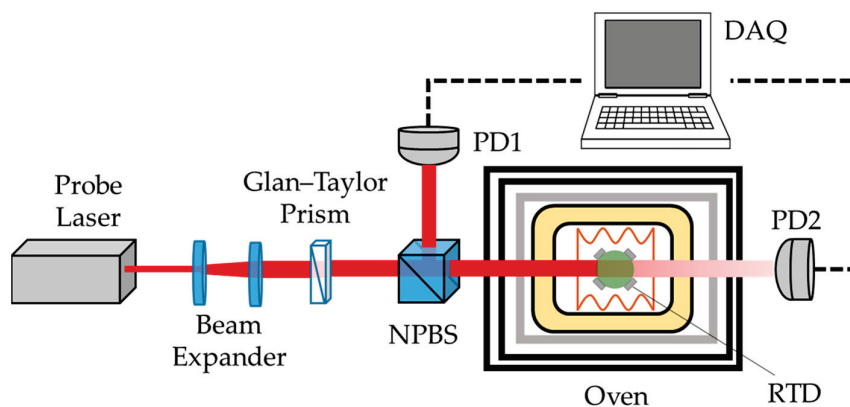 DAQ
PD1
Probe
Laser
Glan–Taylor
Prism
PD2
Beam
Expander
NPBS
Oven
RTD